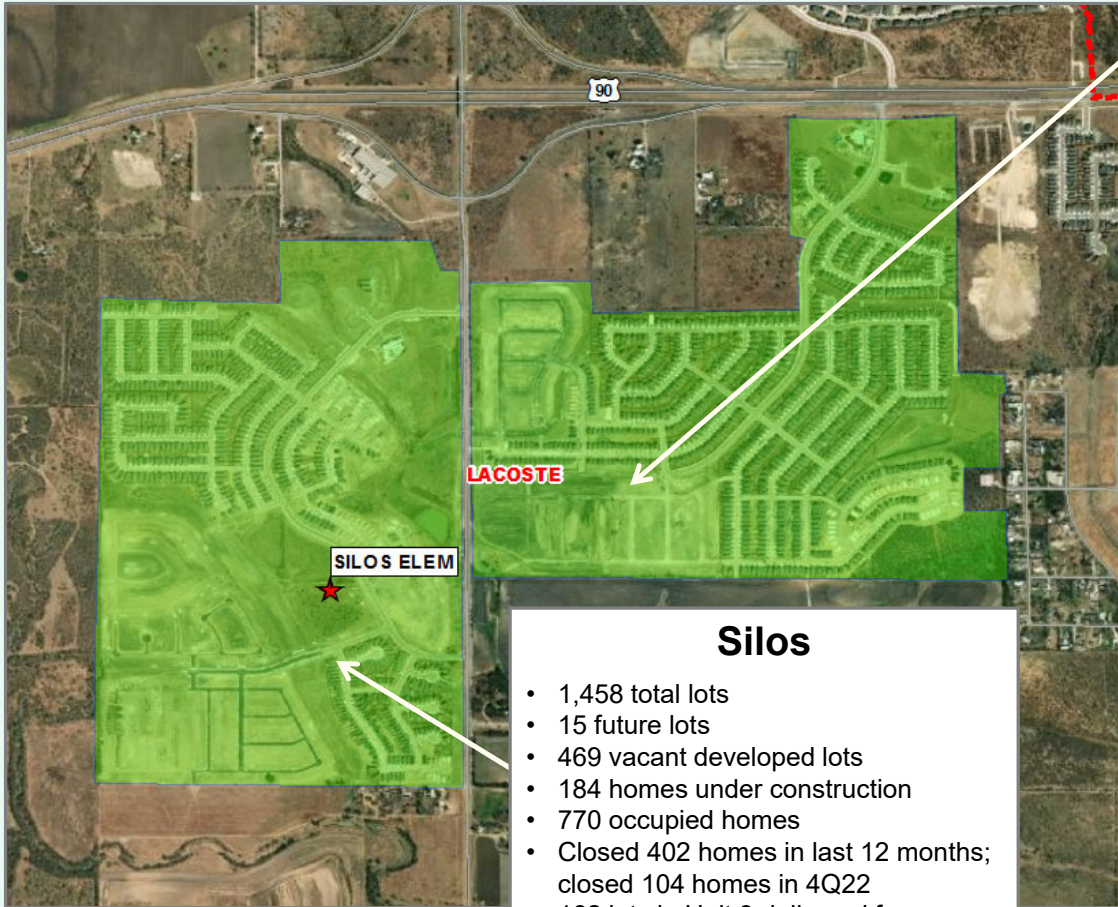 90
LACOSTE
SILOS ELEM
Silos
• 1,458 total lots
• 15 future lots
• 469 vacant developed lots
• 184 homes under construction
• 770 occupied homes
• Closed 402 homes in last 12 months;
closed 104 homes in 4Q22